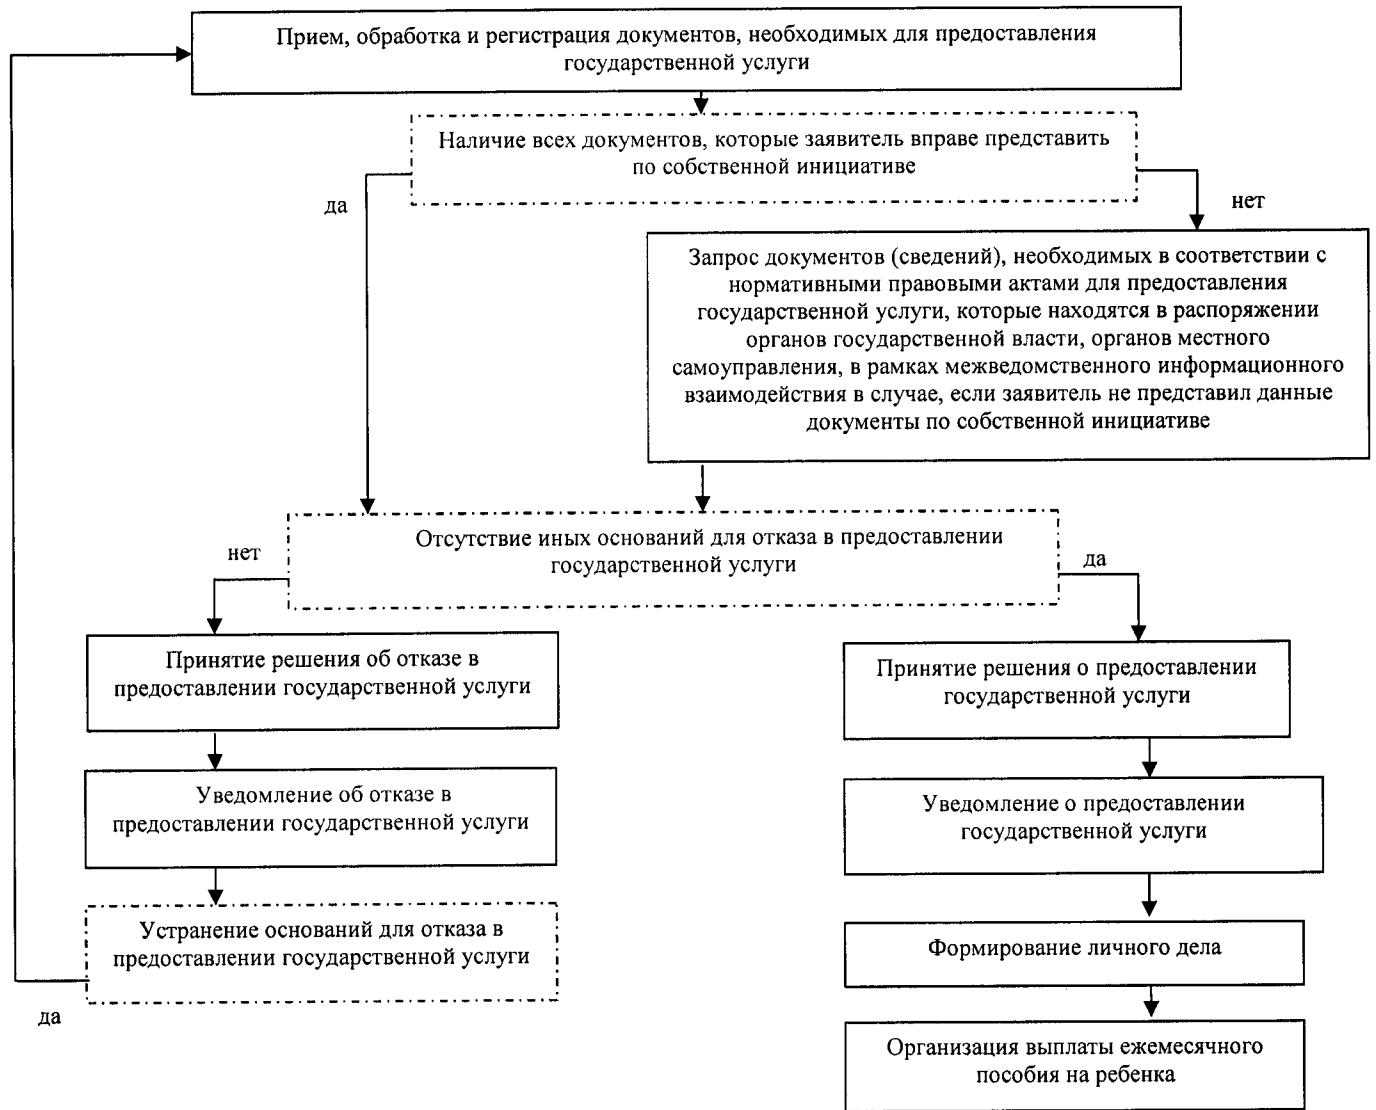 Прием, обработка и регистрация документов, необходимых для предоставления
государственной услуги
Наличие всех документов, которые заявитель вправе представить
по собственной инициативе
да
нет
Запрос документов (сведений), необходимых в соответствии с
нормативными правовыми актами для предоставления
государственной услуги, которые находятся в распоряжении
органов государственной власти, органов местного
самоуправления, в рамках межведомственного информационного
взаимодействия в случае, если заявитель не представил данные
документы по собственной инициативе
Отсутствие иных оснований для отказа в предоставлении
государственной услуги
нет
да
Принятие решения об отказе в
предоставлении государственной услуги
Принятие решения о предоставлении
государственной услуги
Уведомление об отказе в
предоставлении государственной услуги
Уведомление о предоставлении
государственной услуги
Устранение оснований для отказа в
предоставлении государственной услуги
да
Формирование личного дела
Организация выплаты ежемесячного
пособия на ребенка